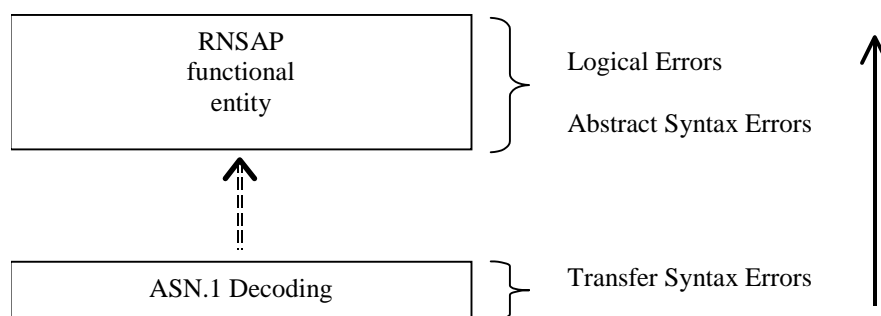 RNSAP
functional
entity
Logical Errors
Abstract Syntax Errors
ASN.1 Decoding
Transfer Syntax Errors